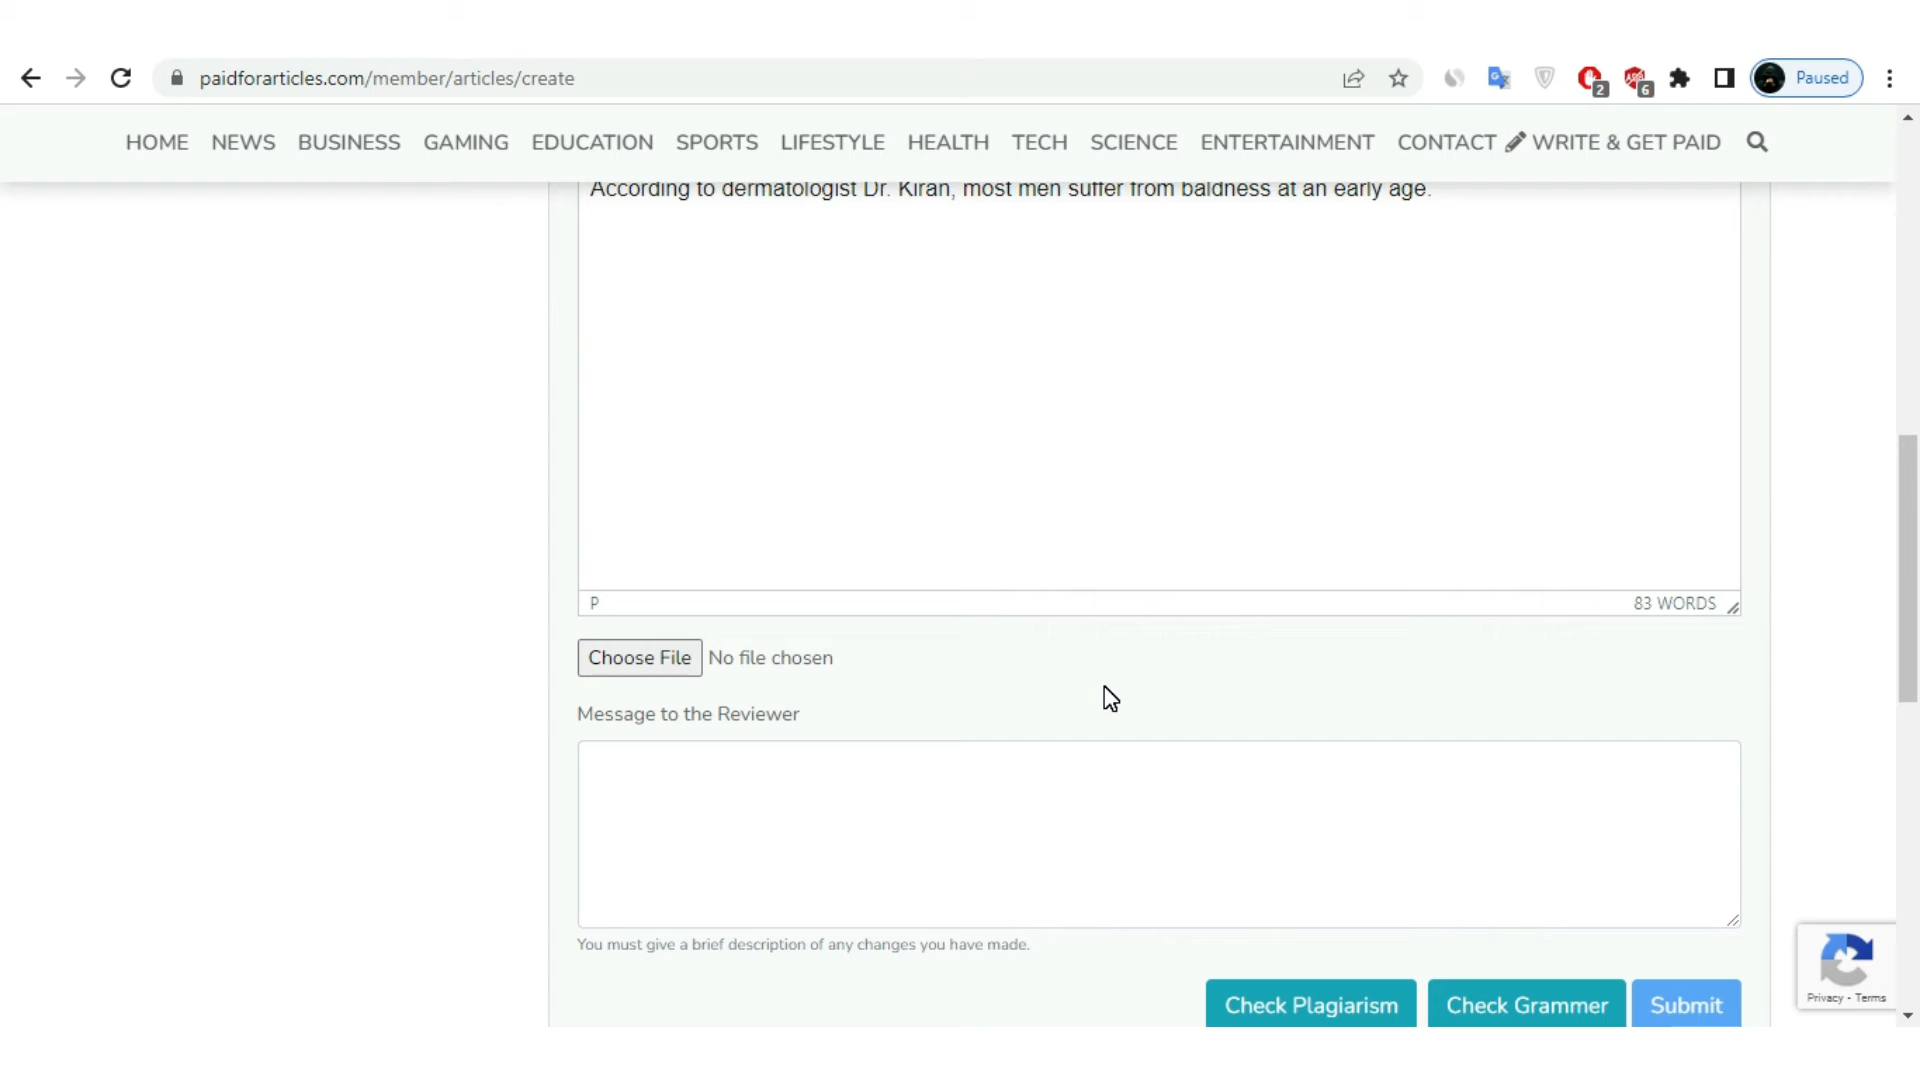 paidforarticles.com/member/articles/create
2
6
Paused
HOME NEWS BUSINESS GAMING EDUCATION SPORTS LIFESTYLE HEALTH TECH SCIENCE ENTERTAINMENT CONTACT WRITE & GET PAID
According to dermatologist Dr. Kiran, most men suffer from baldness at an early age.
P
83 WORDS
Choose File No file chosen
Message to the Reviewer
You must give a brief description of any changes you have made.
Check Plagiarism Check Grammer Submit
Privacy - Terms